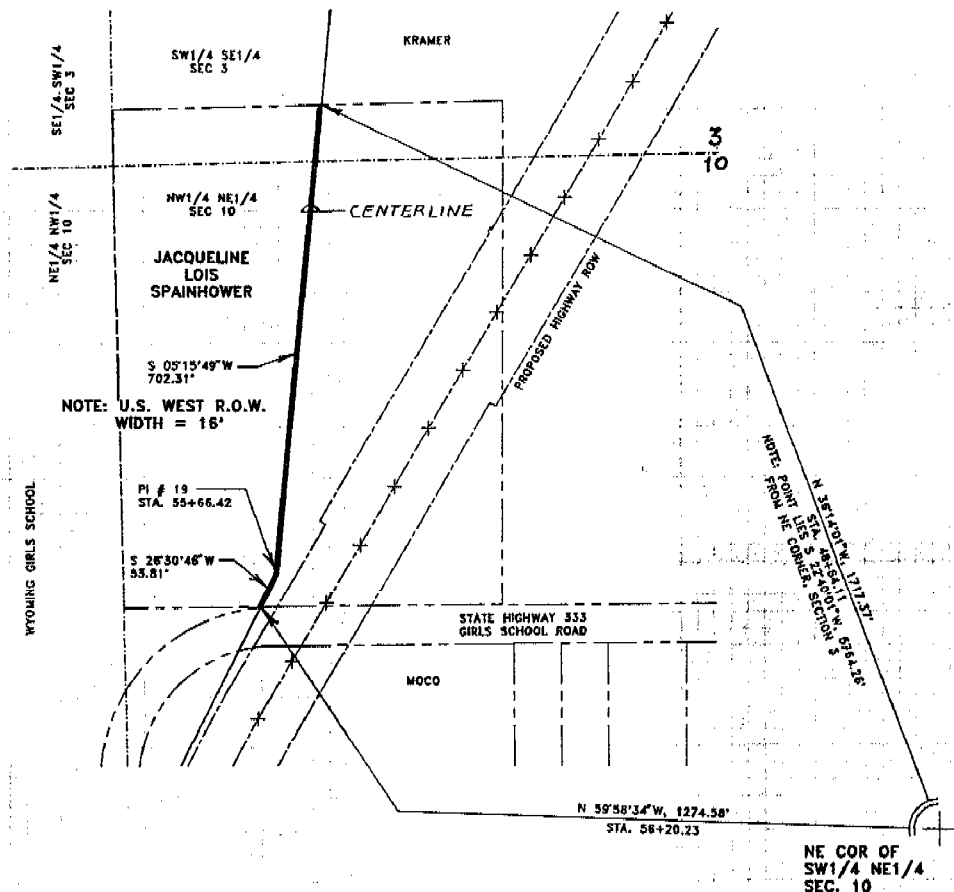 KRAMER
SW1/4 SE1/4
SEC 3
SE1/4 SW1/4
SEC 3
3
10
NW1/4 NE1/4
SEC 10
NE1/4 NW1/4
SEC 10
CENTERLINE
JACQUELINE
LOIS
SPAINHOWER
PROPOSED HIGHWAY ROW
S 05°15'49"W
702.31'
NOTE: U.S. WEST R.O.W.
WIDTH = 16'
PI # 19
STA. 55+66.42
S 26°30'46"W
53.81'
WYOMING GIRLS SCHOOL
N 36°14'01"W, 1717.37'
STA. 48+64.11
NOTE: POINT LIES S 22°40'01"W, 5764.26'
FROM NE CORNER, SECTION 3
STATE HIGHWAY 333
GIRLS SCHOOL ROAD
MOCO
N 59°58'34"W, 1274.58'
STA. 56+20.23
NE COR OF
SW1/4 NE1/4
SEC. 10